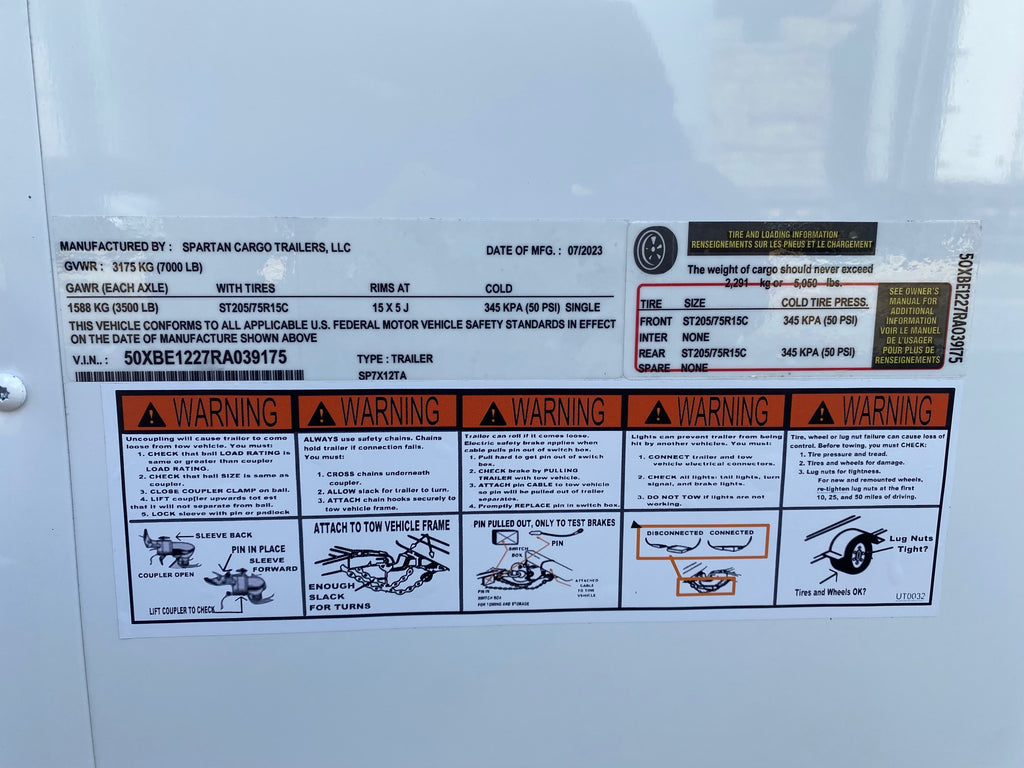 MANUFACTURED BY : SPARTAN CARGO TRAILERS, LLC DATE OF MFG. : 07/2023
GVWR : 3175 KG (7000 LB)
GAWR (EACH AXLE) WITH TIRES RIMS AT COLD
1588 KG (3500 LB) ST205/75R15C 15 X 5 J 345 KPA (50 PSI) SINGLE
THIS VEHICLE CONFORMS TO ALL APPLICABLE U.S. FEDERAL MOTOR VEHICLE SAFETY STANDARDS IN EFFECT
ON THE DATE OF MANUFACTURE SHOWN ABOVE
V.I.N.. : 50XBE1227RA039175 TYPE : TRAILER
SP7X12TA
TIRE AND LOADING INFORMATION
RENSEIGNEMENTS SUR LES PNEUS ET LE CHARGEMENT
The weight of cargo should never exceed
2,291 kg or 5,050 lbs.
TIRE SIZE COLD TIRE PRESS.
FRONT ST205/75R15C 345 KPA (50 PSI)
INTER NONE
REAR ST205/75R15C 345 KPA (50 PSI)
SPARE NONE
SEE OWNER'S
MANUAL FOR
ADDITIONAL
INFORMATION
VOIR LE MANUEL
DE L'USAGER
POUR PLUS DE
RENSEIGNEMENTS
50XBE1227RA039175
WARNING
Uncoupling will cause trailer to come
loose from tow vehicle. You must:
1. CHECK that ball LOAD RATING is
same or greater than coupler
LOAD RATING.
2. CHECK that ball SIZE is same as
coupler.
3. CLOSE COUPLER CLAMP on ball.
4. LIFT coupler upwards tot est
that it will not separate from ball.
5. LOCK sleeve with pin or padlock
SLEEVE BACK
PIN IN PLACE
SLEEVE
FORWARD
COUPLER OPEN
LIFT COUPLER TO CHECK
WARNING
ALWAYS use safety chains. Chains
hold trailer if connection fails.
You must:
1. CROSS chains underneath
coupler.
2. ALLOW slack for trailer to turn.
3. ATTACH chain hooks securely to
tow vehicle frame.
ATTACH TO TOW VEHICLE FRAME
ENOUGH
SLACK
FOR TURNS
WARNING
Trailer can roll if it comes loose.
Electric safety brake applies when
cable pulls pin out of switch box.
1. Pull hard to get pin out of switch
box.
2. CHECK brake by PULLING
TRAILER with tow vehicle.
3. ATTACH pin CABLE to tow vehicle
so pin will be pulled out of trailer
separates.
4. Promptly REPLACE pin in switch box.
PIN PULLED OUT, ONLY TO TEST BRAKES
SWITCH
BOX
PIN
PIN IN
SWITCH BOX
FOR TOWING AND STORAGE
ATTACHED
CABLE
TO TOW
VEHICLE
WARNING
Lights can prevent trailer from being
hit by another vehicles. You must:
1. CONNECT trailer and tow
vehicle electrical connectors.
2. CHECK all lights: tail lights, turn
signal, and brake lights.
3. DO NOT TOW if lights are not
working.
DISCONNECTED CONNECTED
WARNING
Tire, wheel or lug nut failure can cause loss of
control. Before towing, you must CHECK:
1. Tire pressure and tread.
2. Tires and wheels for damage.
3. Lug nuts for tightness.
For new and remounted wheels,
re-tighten lug nuts at the first
10, 25, and 50 miles of driving.
Lug Nuts
Tight?
Tires and Wheels OK?
UT0032